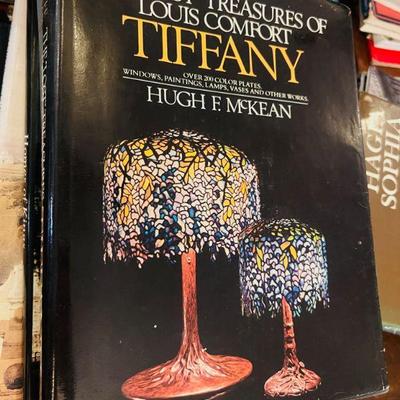 TREASURES OF
LOUIS COMFORT
TIFFANY
OVER 200 COLOR PLATES.
WINDOWS, PAINTINGS, LAMPS, VASES AND OTHER WORKS.
HUGH F. McKEAN
HAGIA
SOPHIA